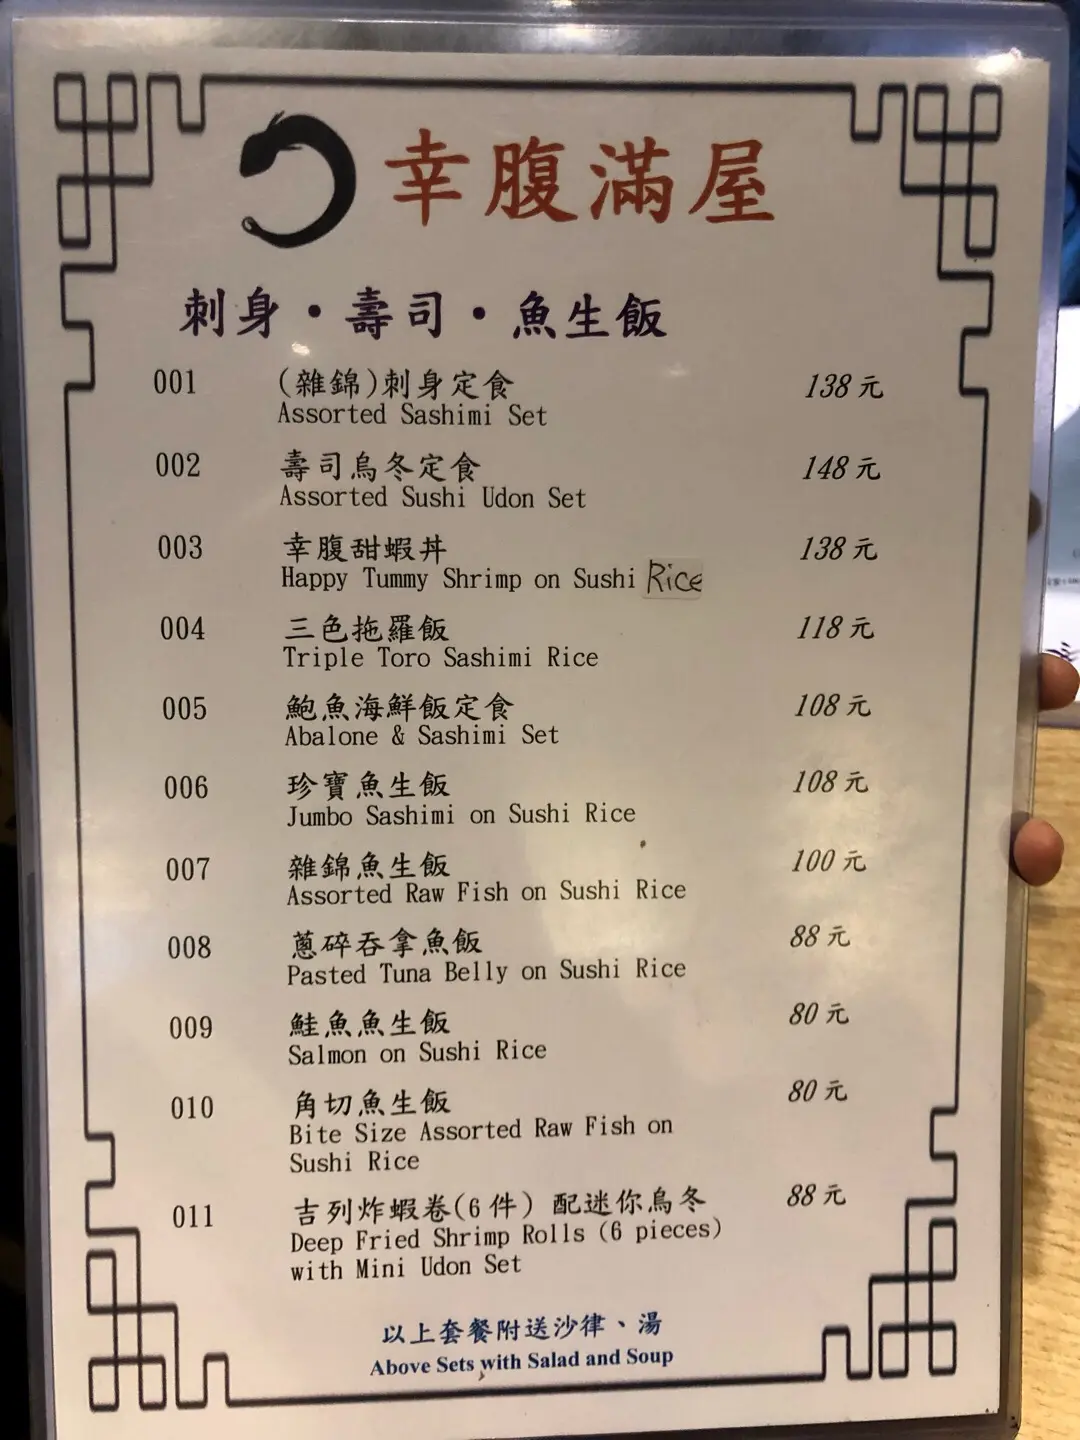 幸腹滿屋
刺身·壽司·魚生飯
001 (雜錦)刺身定食 138元
Assorted Sashimi Set
002 壽司烏冬定食 148元
Assorted Sushi Udon Set
003 幸腹甜蝦丼 138元
Happy Tummy Shrimp on Sushi Rice
004 三色拖羅飯 118元
Triple Toro Sashimi Rice
005 鮑魚海鮮飯定食 108元
Abalone & Sashimi Set
006 珍寶魚生飯 108元
Jumbo Sashimi on Sushi Rice
007 雜錦魚生飯 100元
Assorted Raw Fish on Sushi Rice
008 蔥碎吞拿魚飯 88元
Pasted Tuna Belly on Sushi Rice
009 鮭魚魚生飯 80元
Salmon on Sushi Rice
010 角切魚生飯 80元
Bite Size Assorted Raw Fish on
Sushi Rice
011 吉列炸蝦卷(6件) 配迷你烏冬 88元
Deep Fried Shrimp Rolls (6 pieces)
with Mini Udon Set
以上套餐附送沙律、湯
Above Sets with Salad and Soup